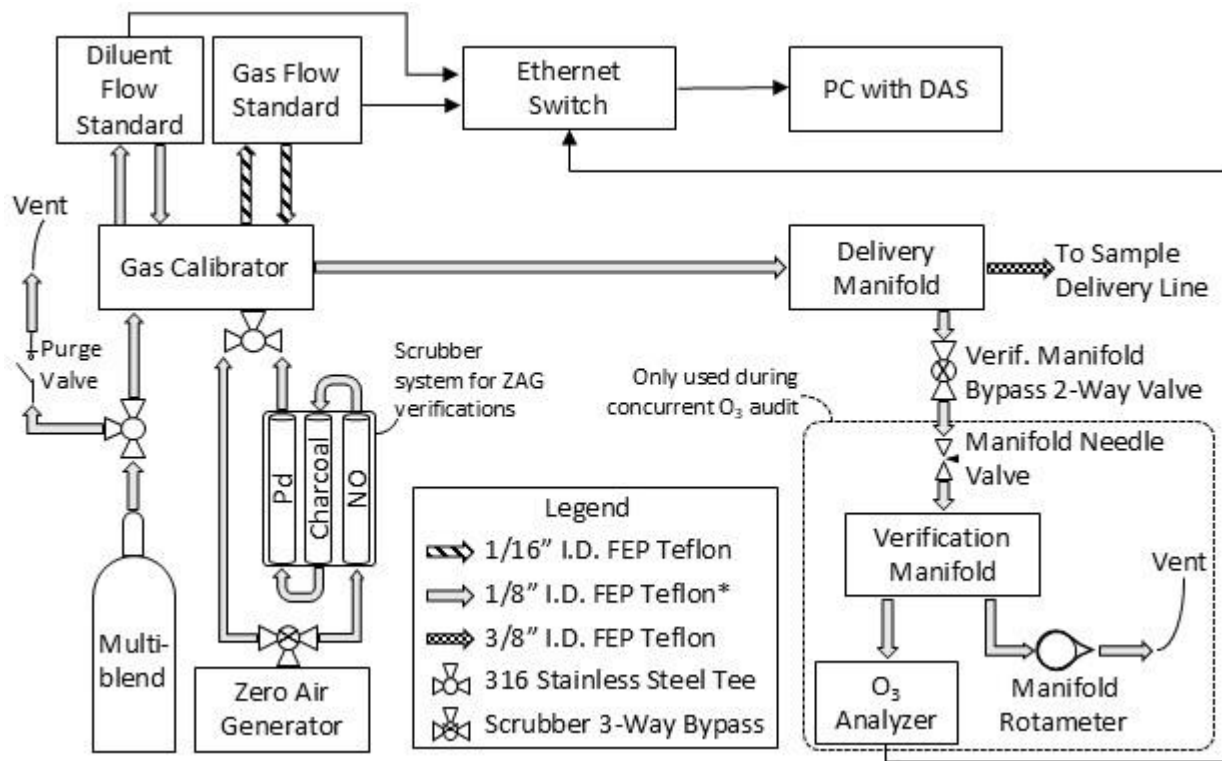 Diluent
Flow
Standard
Gas Flow
Standard
Ethernet
Switch
PC with DAS
Vent
Gas Calibrator
Delivery
Manifold
To Sample
Delivery Line
Purge
Valve
Scrubber
system for ZAG
verifications
Only used during
concurrent O₃ audit
Verif. Manifold
Bypass 2-Way Valve
Manifold Needle
Valve
Pd
Charcoal
NO
Legend
1/16” I.D. FEP Teflon
1/8” I.D. FEP Teflon*
3/8” I.D. FEP Teflon
316 Stainless Steel Tee
Scrubber 3-Way Bypass
Verification
Manifold
Vent
Multi-
blend
Zero Air
Generator
O₃
Analyzer
Manifold
Rotameter